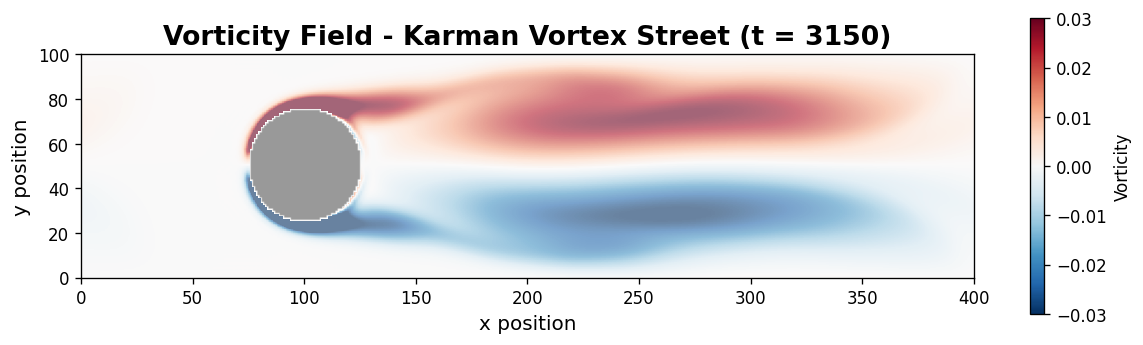 Vorticity Field - Karman Vortex Street (t = 3150)
100
80
60
40
20
0
y position
0 50 100 150 200 250 300 350 400
x position
0.03
0.02
0.01
0.00
−0.01
−0.02
−0.03
Vorticity